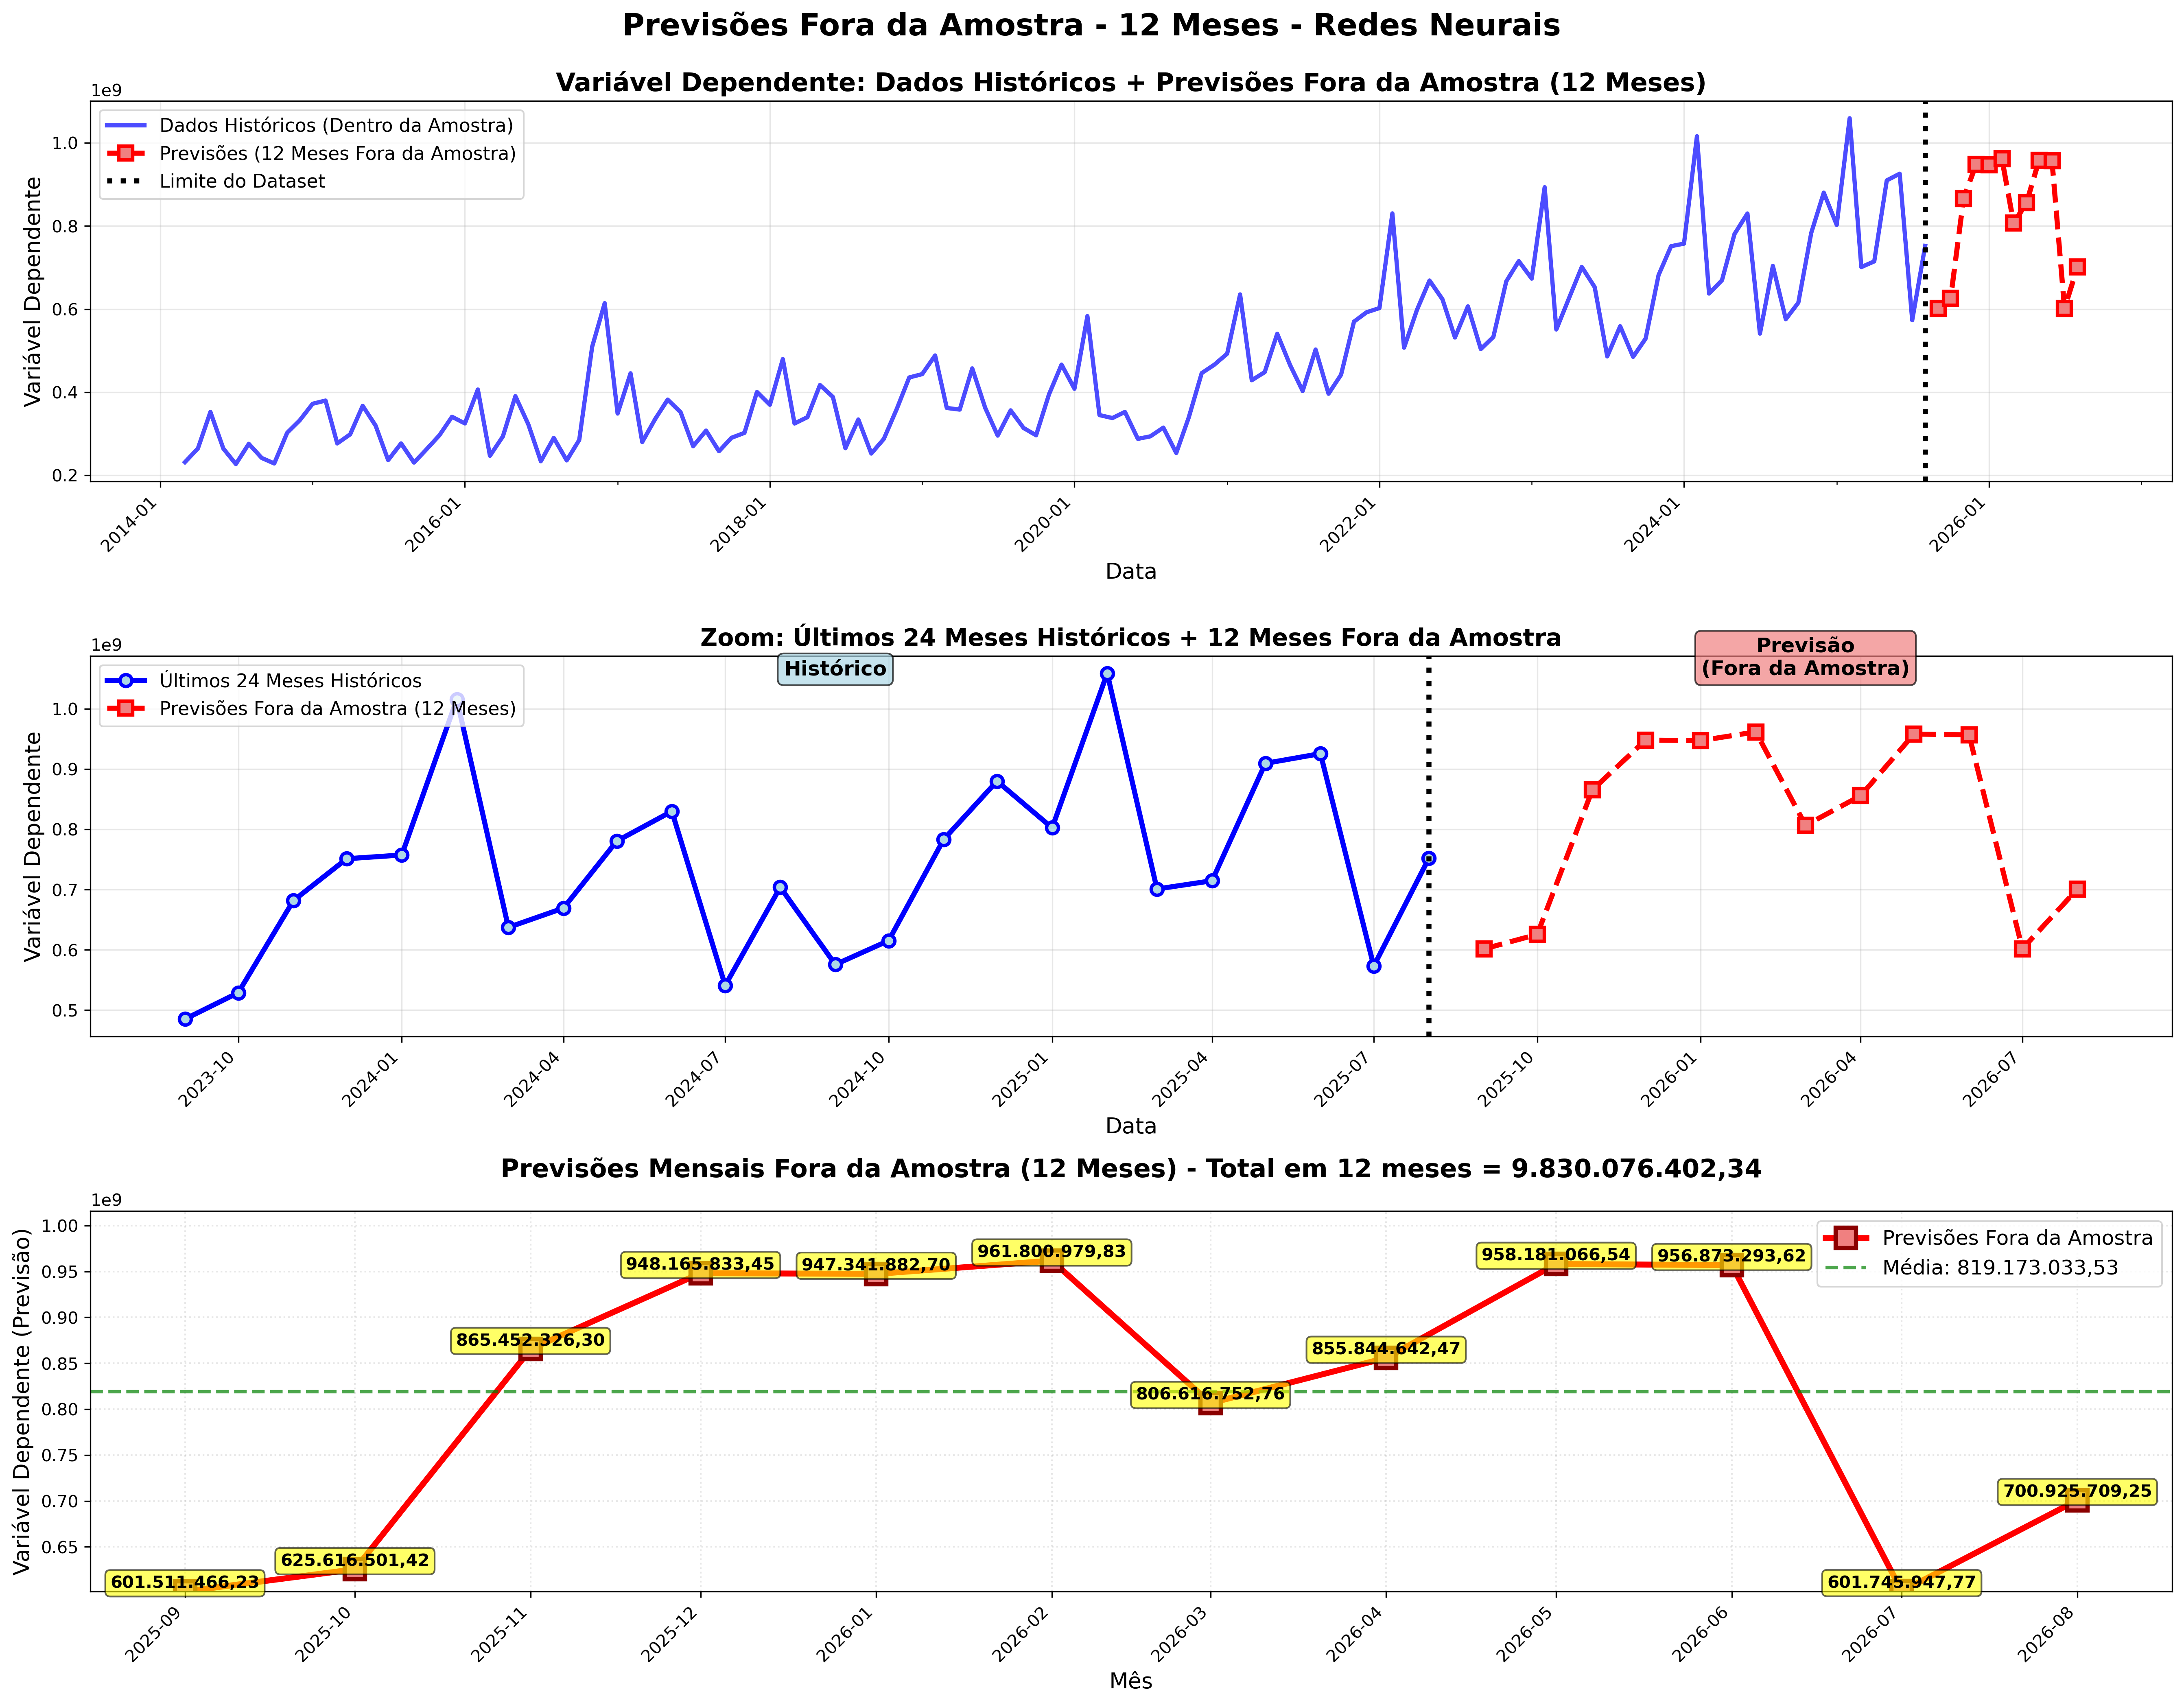 Previsões Fora da Amostra - 12 Meses - Redes Neurais
Variável Dependente: Dados Históricos + Previsões Fora da Amostra (12 Meses)
1e9
Dados Históricos (Dentro da Amostra)
Previsões (12 Meses Fora da Amostra)
Limite do Dataset
Variável Dependente
1.0
0.8
0.6
0.4
0.2
2014-01
2016-01
2018-01
2020-01
2022-01
2024-01
2026-01
Data
Zoom: Últimos 24 Meses Históricos + 12 Meses Fora da Amostra
1e9
Últimos 24 Meses Históricos
Previsões Fora da Amostra (12 Meses)
Histórico
Previsão
(Fora da Amostra)
Variável Dependente
1.0
0.9
0.8
0.7
0.6
0.5
2023-10
2024-01
2024-04
2024-07
2024-10
2025-01
2025-04
2025-07
2025-10
2026-01
2026-04
2026-07
Data
Previsões Mensais Fora da Amostra (12 Meses) - Total em 12 meses = 9.830.076.402,34
1e9
Previsões Fora da Amostra
Média: 819.173.033,53
Variável Dependente (Previsão)
1.00
0.95
0.90
0.85
0.80
0.75
0.70
0.65
601.511.466,23
625.616.501,42
865.452.326,30
948.165.833,45
947.341.882,70
961.800.979,83
806.616.752,76
855.844.642,47
958.181.066,54
956.873.293,62
601.745.947,77
700.925.709,25
2025-09
2025-10
2025-11
2025-12
2026-01
2026-02
2026-03
2026-04
2026-05
2026-06
2026-07
2026-08
Mês